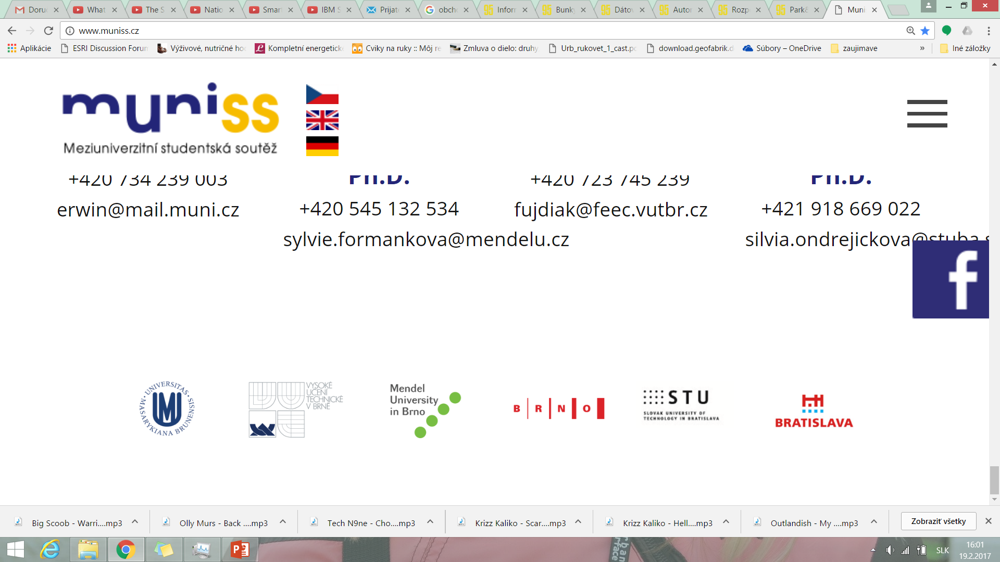 Doru
What
The S
Natio
Smar
IBM S
Prijat
obch
Inforr
Bunk
Dátov
Autor
Rozp
Park&
Muni
www.muniss.cz
Aplikácie
ESRI Discussion Forum
Výživové, nutričné ho
Kompletní energetick
Cviky na ruky :: Môj re
Zmluva o dielo: druhy
Urb_rukovet_1_cast.pd
download.geofabrik.d
Súbory – OneDrive
zaujimave
»
Iné záložky
muniss
Meziuniverzitní studentská soutěž
+420 734 239 003
Ph.D.
+420 723 745 239
Ph.D.
erwin@mail.muni.cz
+420 545 132 534
fujdiak@feec.vutbr.cz
+421 918 669 022
sylvie.formankova@mendelu.cz
silvia.ondrejickova@stuba.s
f
UNIVERSITAS MASARYKIANA BRUNENSIS
MU
VYSOKÉ
UČENÍ
TECHNICKÉ
V BRNĚ
Mendel
University
in Brno
BRNO
STU
SLOVAK UNIVERSITY OF
TECHNOLOGY IN BRATISLAVA
BRATISLAVA
Big Scoob - Warri....mp3
Olly Murs - Back ....mp3
Tech N9ne - Cho....mp3
Krizz Kaliko - Scar....mp3
Krizz Kaliko - Hell....mp3
Outlandish - My ....mp3
Zobraziť všetky
SLK
16:01
19.2.2017